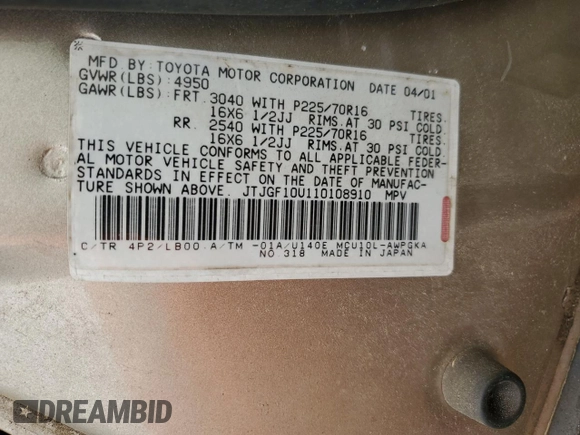 MFD BY: TOYOTA MOTOR CORPORATION DATE 04/01
GVWR(LBS): 4950
GAWR(LBS): FRT. 3040 WITH P225/70R16 TIRES.
16X6 1/2JJ RIMS. AT 30 PSI COLD
RR. 2540 WITH P225/70R16 TIRES.
16X6 1/2JJ RIMS. AT 30 PSI COLD
THIS VEHICLE CONFORMS TO ALL APPLICABLE FEDER-
AL MOTOR VEHICLE SAFETY AND THEFT PREVENTION
STANDARDS IN EFFECT ON THE DATE OF MANUFAC-
TURE SHOWN ABOVE. JTJGF10U110108910 MPV
C/TR 4P2/LB00 A/TM -01A/U140E MCU10L-AWPGKA
NO 318 MADE IN JAPAN
DREAMBID